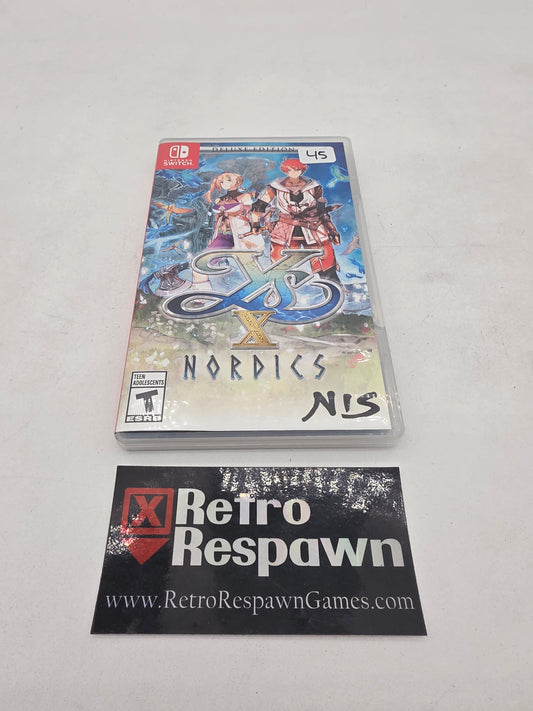 NINTENDO
SWITCH
DELUXE EDITION
45
Ys
X
NORDICS
TEEN
ADOLESCENTS
T
ESRB
NIS
X Retro
Respawn
www.RetroRespawnGames.com